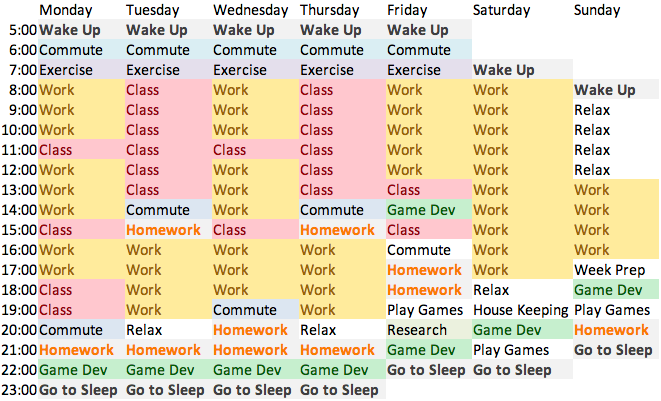 Monday Tuesday Wednesday Thursday Friday Saturday Sunday
5:00 Wake Up Wake Up Wake Up Wake Up Wake Up
6:00 Commute Commute Commute Commute Commute
7:00 Exercise Exercise Exercise Exercise Exercise Wake Up
8:00 Work Class Work Class Work Work Wake Up
9:00 Work Class Work Class Work Work Relax
10:00 Work Class Work Class Work Work Relax
11:00 Class Class Class Class Work Work Relax
12:00 Work Class Work Class Work Work Relax
13:00 Work Class Work Class Class Work Work
14:00 Work Commute Work Commute Game Dev Work Work
15:00 Class Homework Class Homework Class Work Work
16:00 Work Work Work Work Commute Work Work
17:00 Work Work Work Work Homework Work Week Prep
18:00 Class Work Work Work Homework Relax Game Dev
19:00 Class Work Commute Work Play Games House Keeping Play Games
20:00 Commute Relax Homework Relax Research Game Dev Homework
21:00 Homework Homework Homework Homework Game Dev Play Games Go to Sleep
22:00 Game Dev Game Dev Game Dev Game Dev Go to Sleep Go to Sleep
23:00 Go to Sleep Go to Sleep Go to Sleep Go to Sleep